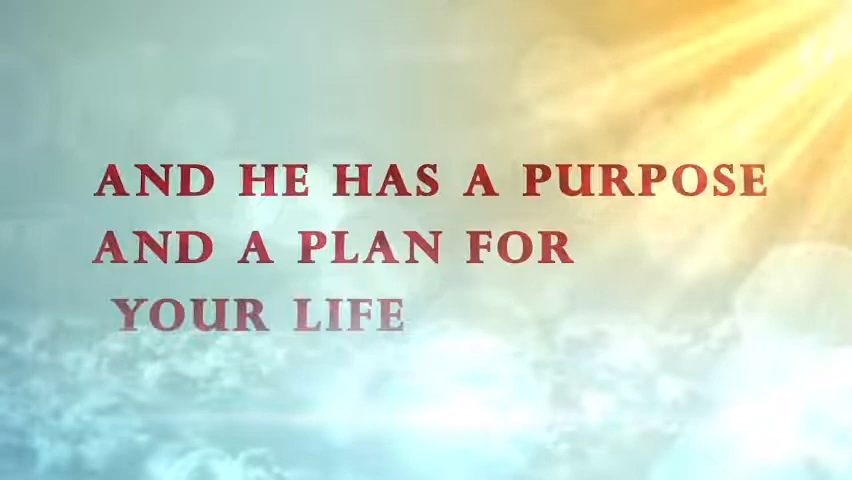 AND HE HAS A PURPOSE
AND A PLAN FOR
YOUR LIFE